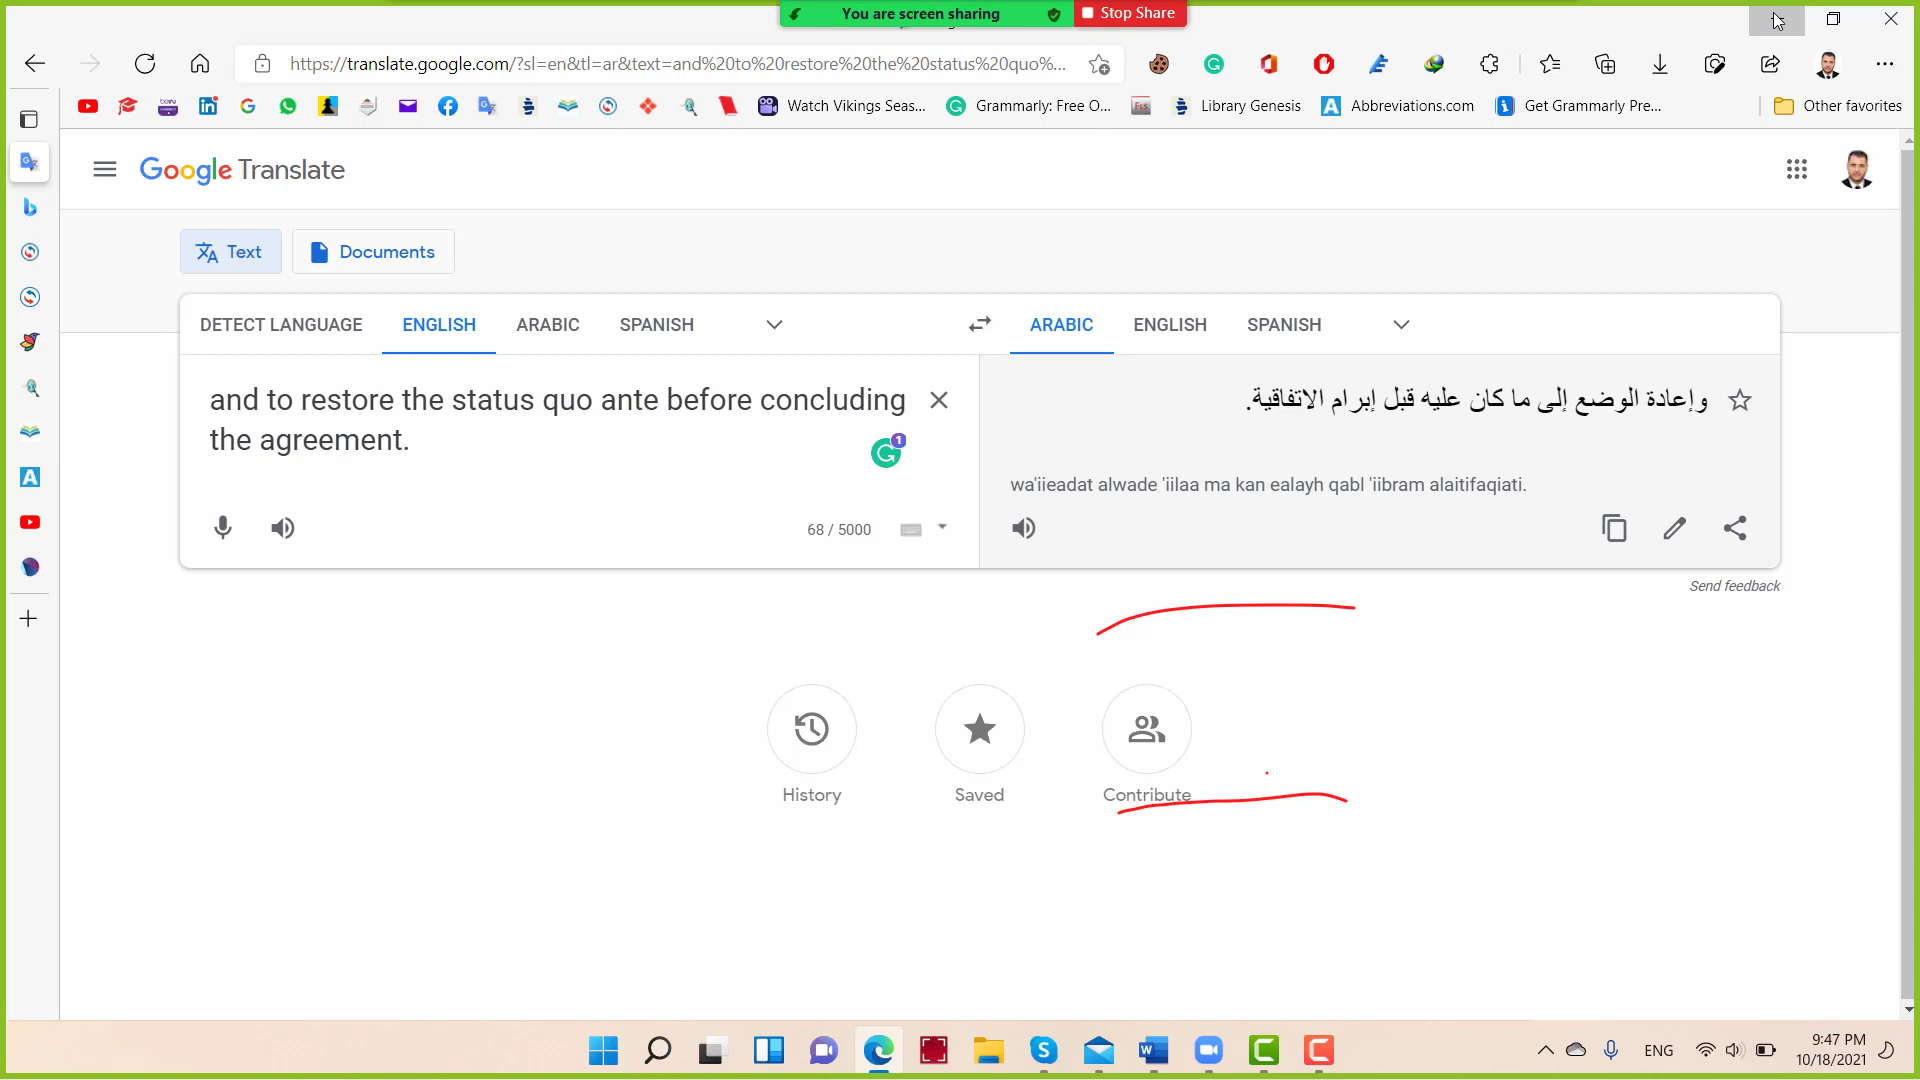 You are screen sharing
Stop Share
https://translate.google.com/?sl=en&tl=ar&text=and%20to%20restore%20the%20status%20quo%...
Watch Vikings Seas...
Grammarly: Free O...
Library Genesis
Abbreviations.com
Get Grammarly Pre...
Other favorites
Google Translate
Text
Documents
DETECT LANGUAGE
ENGLISH
ARABIC
SPANISH
ARABIC
ENGLISH
SPANISH
and to restore the status quo ante before concluding
the agreement.
وإعادة الوضع إلى ما كان عليه قبل إبرام الاتفاقية.
wa'iieadat alwade 'iilaa ma kan ealayh qabl 'iibram alaitifaqiati.
1
68 / 5000
Send feedback
History
Saved
Contribute
ENG
9:47 PM
10/18/2021